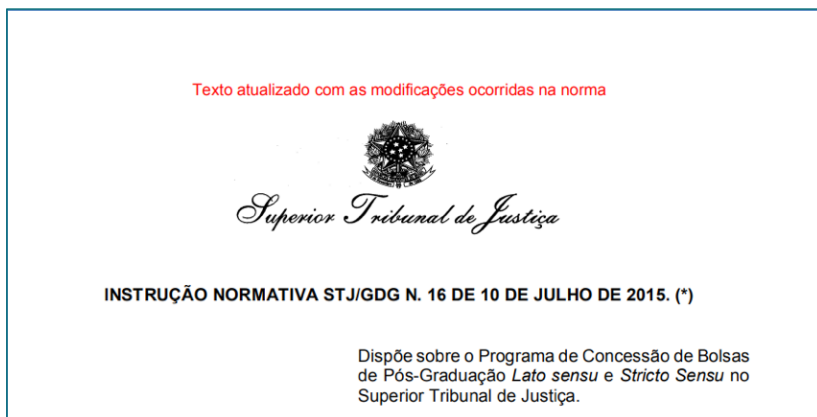 Texto atualizado com as modificações ocorridas na norma
Superior Tribunal de Justiça
INSTRUÇÃO NORMATIVA STJ/GDG N. 16 DE 10 DE JULHO DE 2015. (*)
Dispõe sobre o Programa de Concessão de Bolsas
de Pós-Graduação Lato sensu e Stricto Sensu no
Superior Tribunal de Justiça.